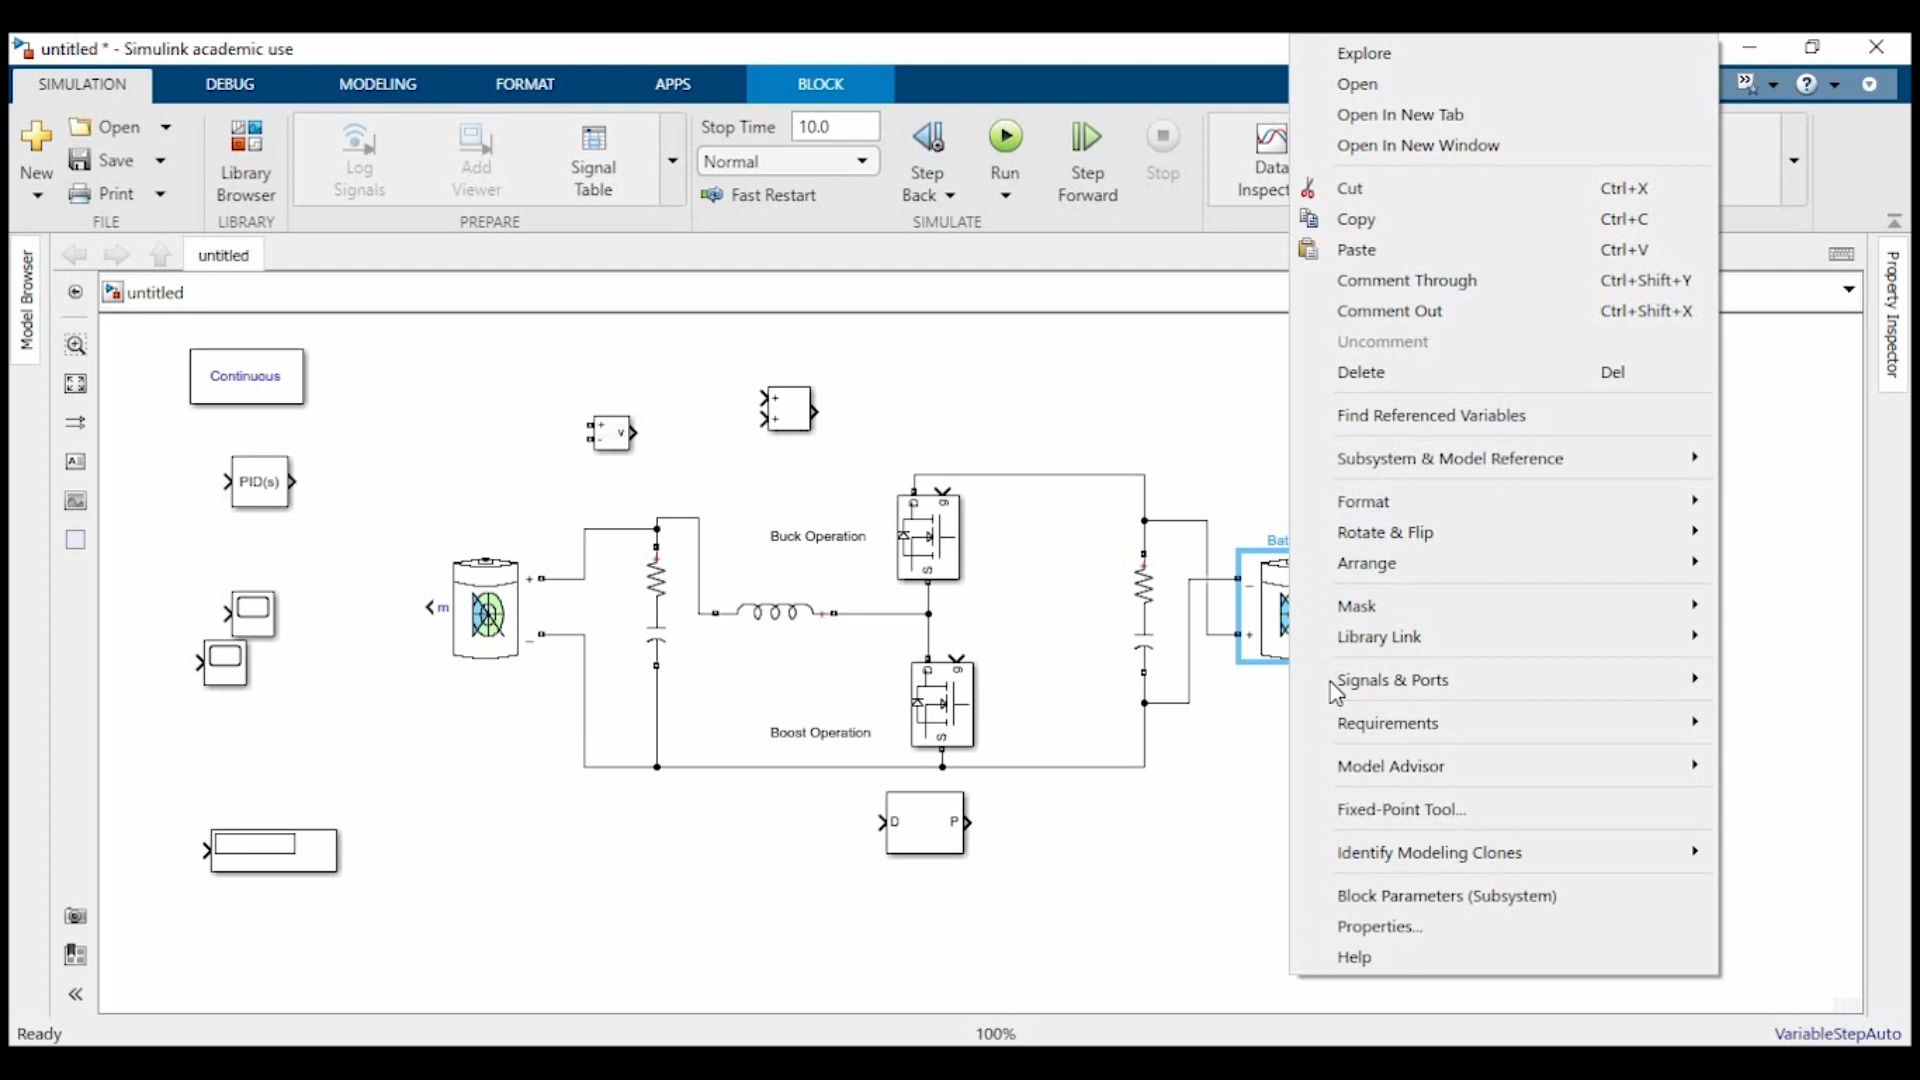 untitled * - Simulink academic use
SIMULATION DEBUG MODELING FORMAT APPS BLOCK
New
Open
Save
Print
FILE
Library Browser
LIBRARY
Log Signals
Add Viewer
Signal Table
PREPARE
Stop Time 10.0
Normal
Fast Restart
Step Back
Run
Step Forward
Stop
SIMULATE
Data
Inspect
Model Browser
untitled
untitled
Property Inspector
Continuous
PID(s)
+
-
v
+
+
m
+
-
Buck Operation
D
g
S
Boost Operation
D
g
S
D P
Bat
-
+
Explore
Open
Open In New Tab
Open In New Window
Cut Ctrl+X
Copy Ctrl+C
Paste Ctrl+V
Comment Through Ctrl+Shift+Y
Comment Out Ctrl+Shift+X
Uncomment
Delete Del
Find Referenced Variables
Subsystem & Model Reference
Format
Rotate & Flip
Arrange
Mask
Library Link
Signals & Ports
Requirements
Model Advisor
Fixed-Point Tool...
Identify Modeling Clones
Block Parameters (Subsystem)
Properties...
Help
Ready 100% VariableStepAuto